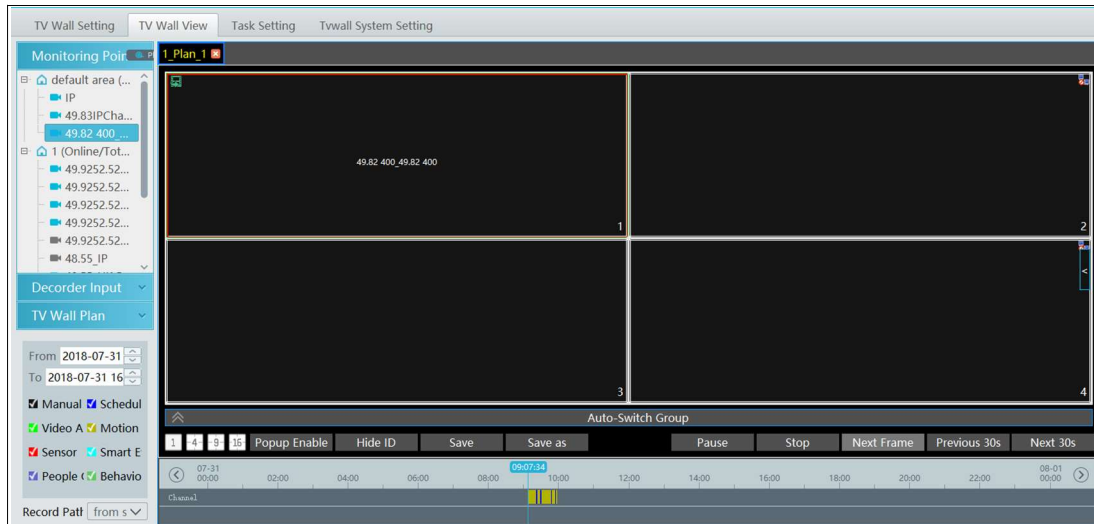 TV Wall Setting TV Wall View Task Setting Tvwall System Setting
Monitoring Poir
1_Plan_1
default area (...
IP
49.83IPCha...
49.82 400_...
1 (Online/Tot...
49.9252.52...
49.9252.52...
49.9252.52...
49.9252.52...
49.9252.52...
48.55_IP
49.82 400_49.82 400
1
2
3
4
<
Decorder Input
TV Wall Plan
From 2018-07-31
To 2018-07-31 16
Manual Schedul
Video A Motion
Sensor Smart E
People ( Behavio
Record Patl from s
Auto-Switch Group
1 4 9 16 Popup Enable Hide ID Save Save as Pause Stop Next Frame Previous 30s Next 30s
07-31 09:07:34 08-01
00:00 02:00 04:00 06:00 08:00 10:00 12:00 14:00 16:00 18:00 20:00 22:00 00:00
Channel